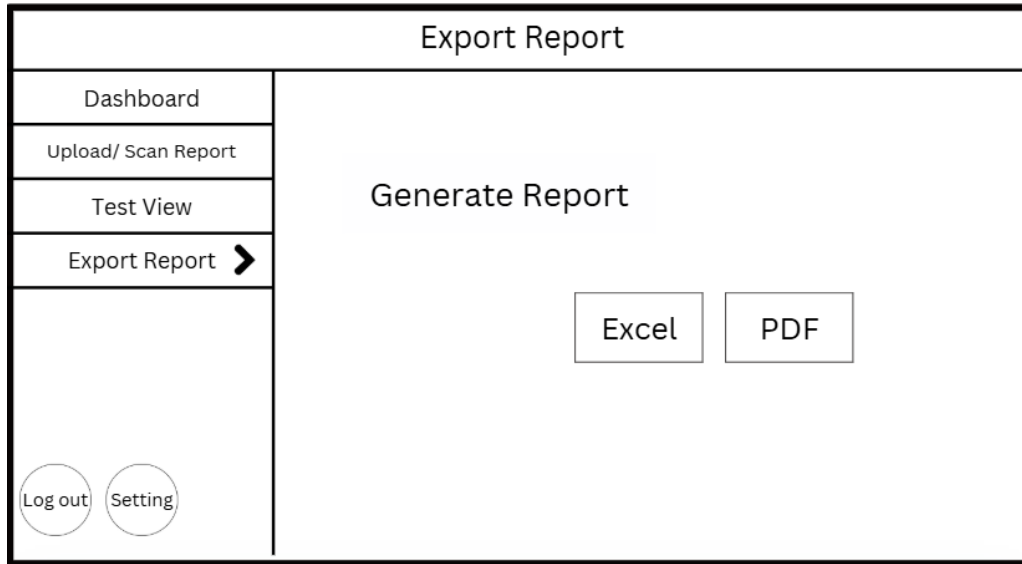 Export Report
Dashboard
Upload/ Scan Report
Test View
Export Report
Generate Report
Excel
PDF
Log out
Setting